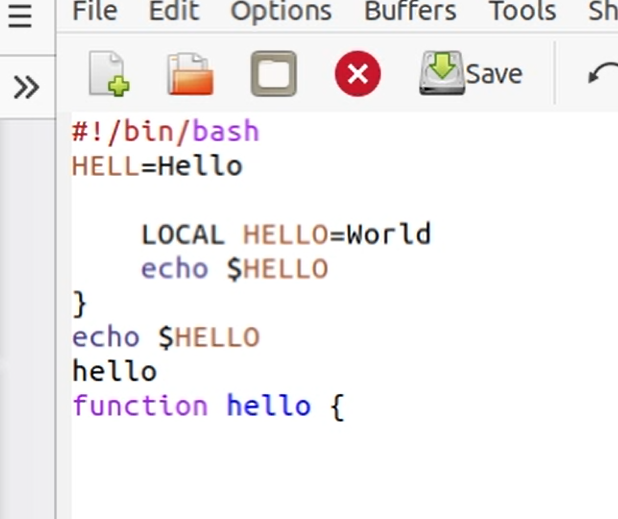 File Edit Options Buffers Tools Sh
Save
#!/bin/bash
HELL=Hello
LOCAL HELLO=World
echo $HELLO
}
echo $HELLO
hello
function hello {